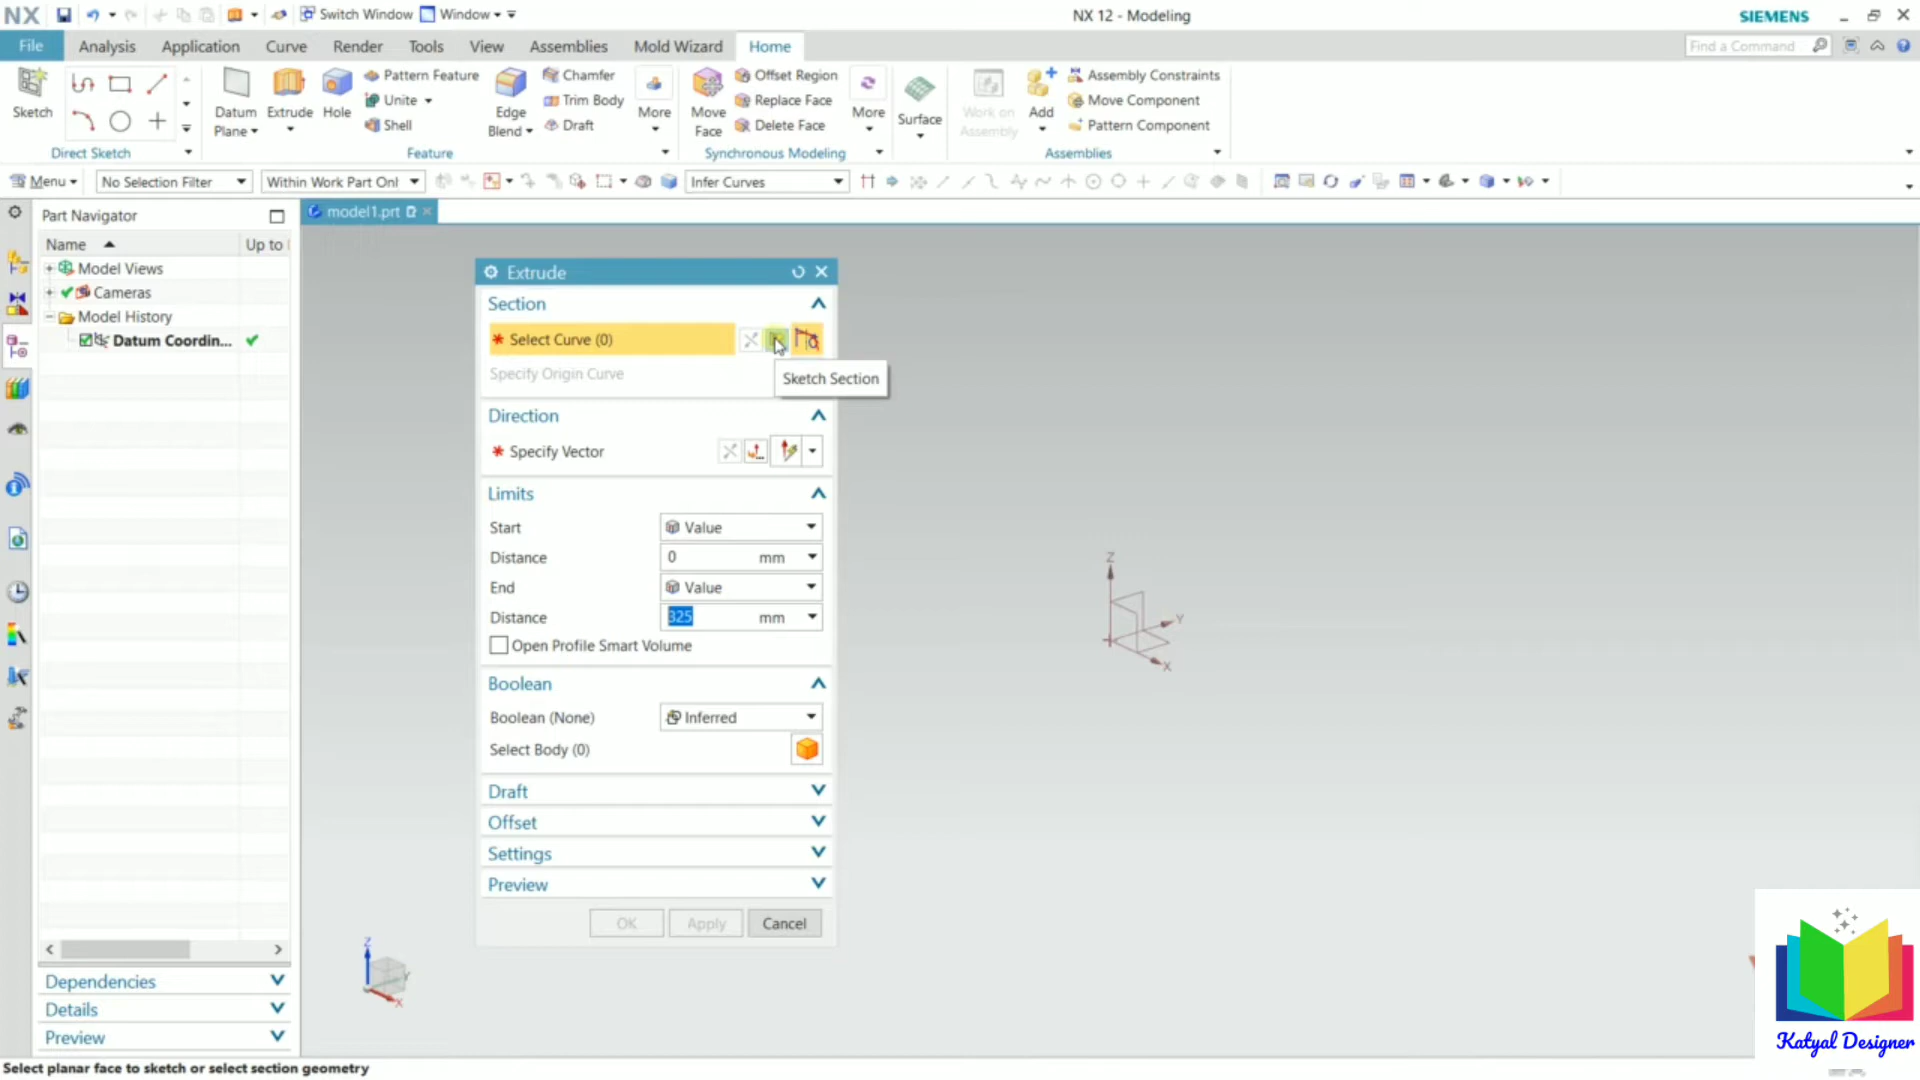 NX
Switch Window
Window
NX 12 - Modeling
SIEMENS
File
Analysis
Application
Curve
Render
Tools
View
Assemblies
Mold Wizard
Home
Find a Command
Sketch
Direct Sketch
Datum
Plane
Extrude
Hole
Pattern Feature
Unite
Shell
Edge
Blend
Chamfer
Trim Body
Draft
More
Feature
Move
Face
Offset Region
Replace Face
Delete Face
More
Synchronous Modeling
Surface
Work on
Assembly
Add
Assembly Constraints
Move Component
Pattern Component
Assemblies
Menu
No Selection Filter
Within Work Part Onl
Infer Curves
Part Navigator
model1.prt
Name
Up to
Model Views
Cameras
Model History
Datum Coordin...
Extrude
Section
* Select Curve (0)
Specify Origin Curve
Sketch Section
Direction
* Specify Vector
Limits
Start
Value
Distance
0 mm
End
Value
Distance
325 mm
Open Profile Smart Volume
Boolean
Boolean (None)
Inferred
Select Body (0)
Draft
Offset
Settings
Preview
OK
Apply
Cancel
Z
Y
X
Z
Y
X
Dependencies
Details
Preview
Katyal Designer
Select planar face to sketch or select section geometry